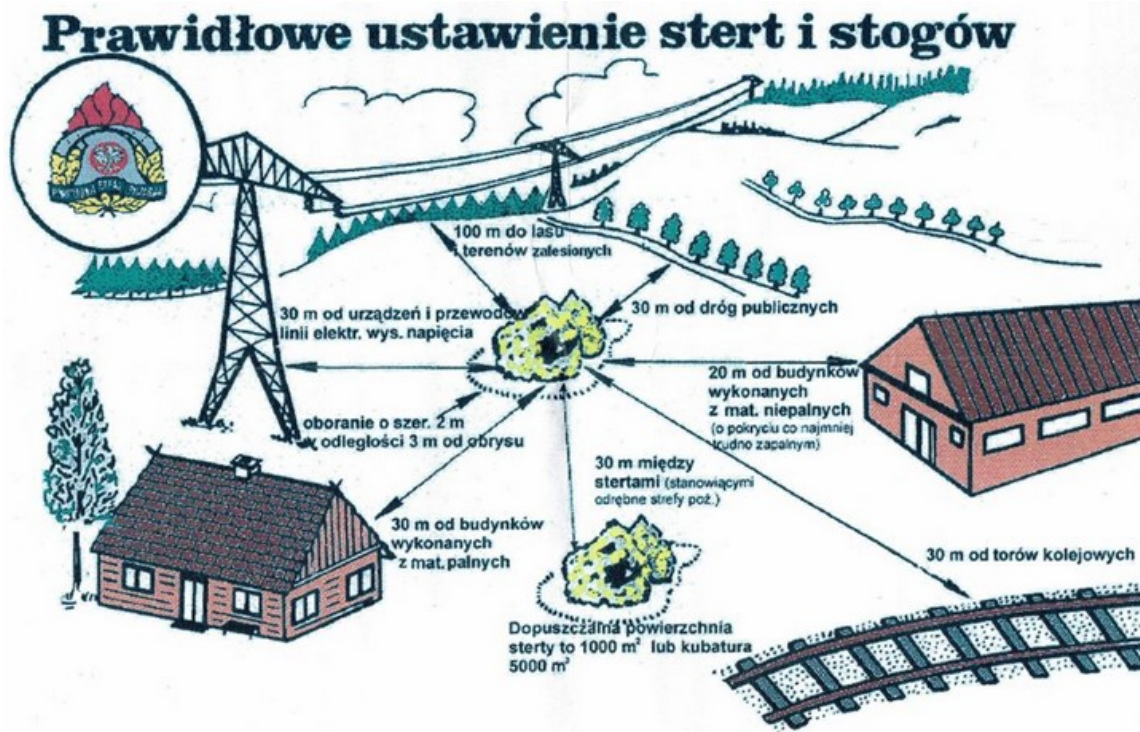 Prawidłowe ustawienie stert i stogów
100 m do lasu
i terenów zalesionych
30 m od urządzeń i przewodów
linii elektr. wys. napięcia
30 m od dróg publicznych
20 m od budynków
wykonanych
z mat. niepalnych
(o pokryciu co najmniej
trudno zapalnym)
oboranie o szer. 2 m
w odległości 3 m od obrysu
30 m między
stertami (stanowiącymi
odrębne strefy poż.)
30 m od budynków
wykonanych
z mat. palnych
30 m od torów kolejowych
Dopuszczalna powierzchnia
sterty to 1000 m² lub kubatura
5000 m³